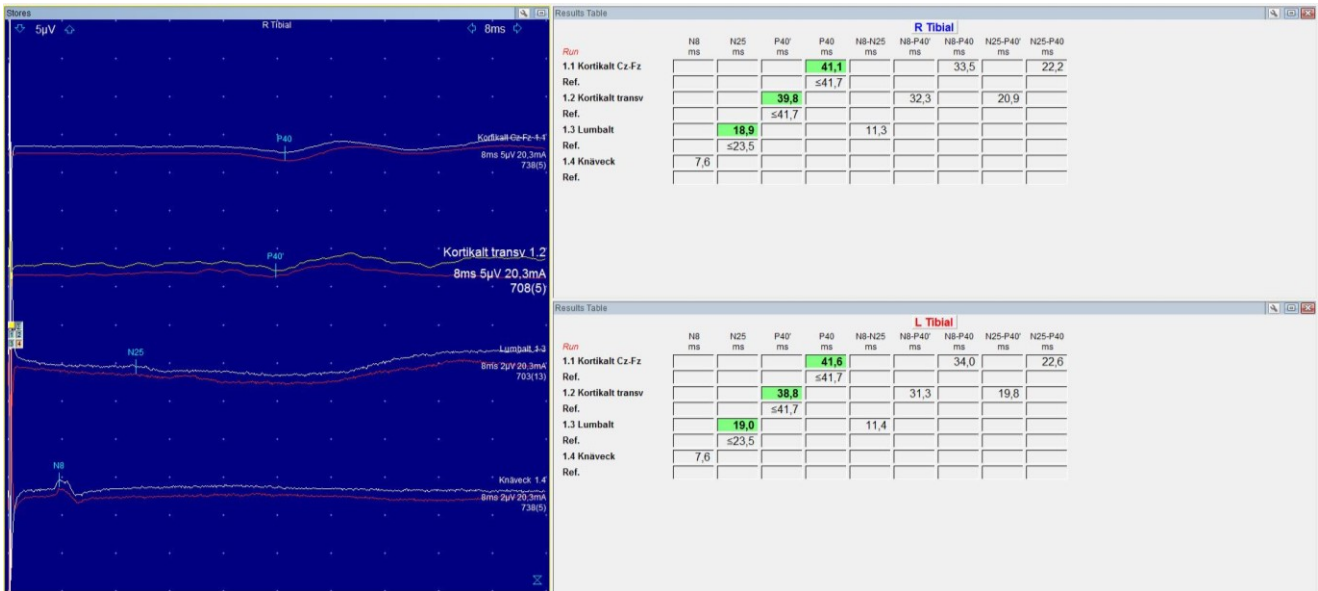 Stores
5µV
R Tibial
8ms
P40
Kortikalt Cz-Fz 1.1
8ms 5µV 20,3mA
738(5)
P40'
Kortikalt transv 1.2
8ms 5µV 20,3mA
708(5)
N25
Lumbalt 1.3
8ms 2µV 20,3mA
703(13)
N8
Knäveck 1.4
8ms 2µV 20,3mA
738(5)
Results Table
R Tibial
N8 N25 P40' P40 N8-N25 N8-P40' N8-P40 N25-P40' N25-P40
Run ms ms ms ms ms ms ms ms ms
1.1 Kortikalt Cz-Fz 41,1 33,5 22,2
Ref. ≤41,7
1.2 Kortikalt transv 39,8 32,3 20,9
Ref. ≤41,7
1.3 Lumbalt 18,9 11,3
Ref. ≤23,5
1.4 Knäveck 7,6
Ref.
Results Table
L Tibial
N8 N25 P40' P40 N8-N25 N8-P40' N8-P40 N25-P40' N25-P40
Run ms ms ms ms ms ms ms ms ms
1.1 Kortikalt Cz-Fz 41,6 34,0 22,6
Ref. ≤41,7
1.2 Kortikalt transv 38,8 31,3 19,8
Ref. ≤41,7
1.3 Lumbalt 19,0 11,4
Ref. ≤23,5
1.4 Knäveck 7,6
Ref.